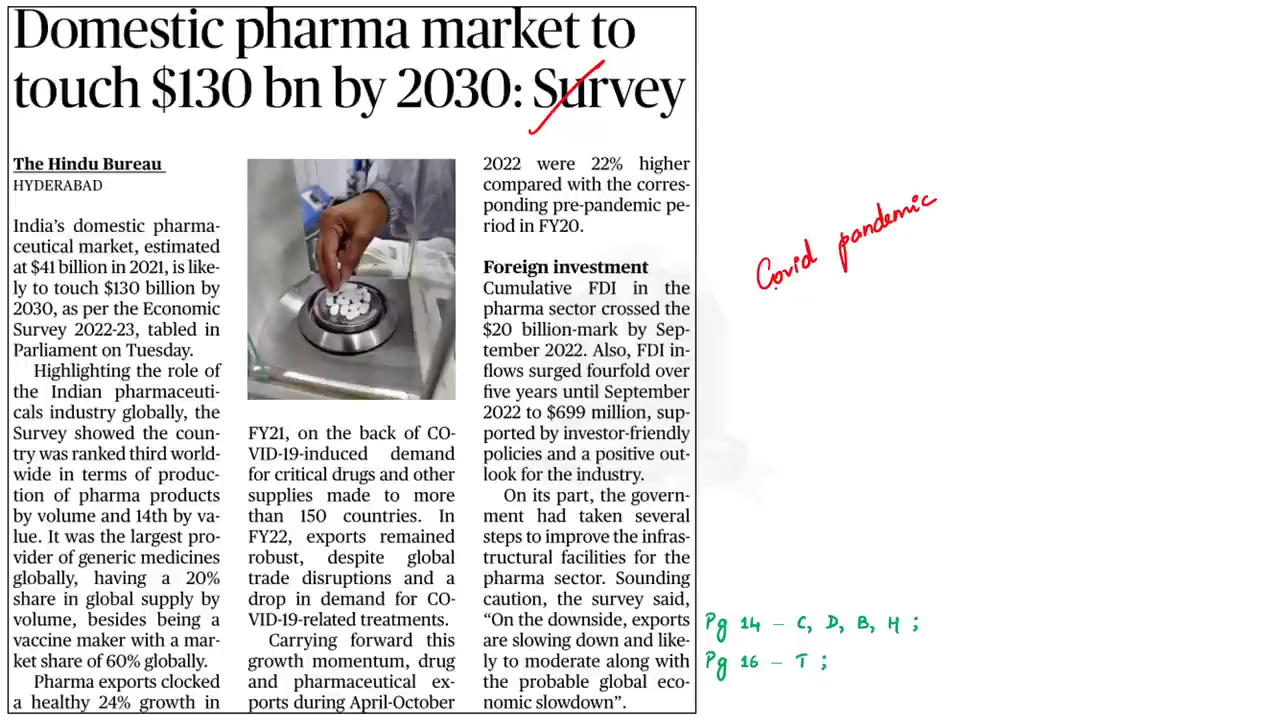 Domestic pharma market to
touch $130 bn by 2030: Survey
The Hindu Bureau
HYDERABAD
India's domestic pharma-
ceutical market, estimated
at $41 billion in 2021, is like-
ly to touch $130 billion by
2030, as per the Economic
Survey 2022-23, tabled in
Parliament on Tuesday.
Highlighting the role of
the Indian pharmaceuti-
cals industry globally, the
Survey showed the coun-
try was ranked third world-
wide in terms of produc-
tion of pharma products
by volume and 14th by va-
lue. It was the largest pro-
vider of generic medicines
globally, having a 20%
share in global supply by
volume, besides being a
vaccine maker with a mar-
ket share of 60% globally.
Pharma exports clocked
a healthy 24% growth in
FY21, on the back of CO-
VID-19-induced demand
for critical drugs and other
supplies made to more
than 150 countries. In
FY22, exports remained
robust, despite global
trade disruptions and a
drop in demand for CO-
VID-19-related treatments.
Carrying forward this
growth momentum, drug
and pharmaceutical ex-
ports during April-October
2022 were 22% higher
compared with the corres-
ponding pre-pandemic pe-
riod in FY20.
Foreign investment
Cumulative FDI in the
pharma sector crossed the
$20 billion-mark by Sep-
tember 2022. Also, FDI in-
flows surged fourfold over
five years until September
2022 to $699 million, sup-
ported by investor-friendly
policies and a positive out-
look for the industry.
On its part, the govern-
ment had taken several
steps to improve the infras-
tructural facilities for the
pharma sector. Sounding
caution, the survey said,
"On the downside, exports
are slowing down and like-
ly to moderate along with
the probable global eco-
nomic slowdown".
Covid pandemic
Pg 14 - C, D, B, H ;
Pg 16 - T ;